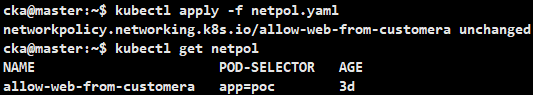 cka@master:~$ kubectl apply -f netpol.yaml
networkpolicy.networking.k8s.io/allow-web-from-customera unchanged
cka@master:~$ kubectl get netpol
NAME POD-SELECTOR AGE
allow-web-from-customera app=poc 3d